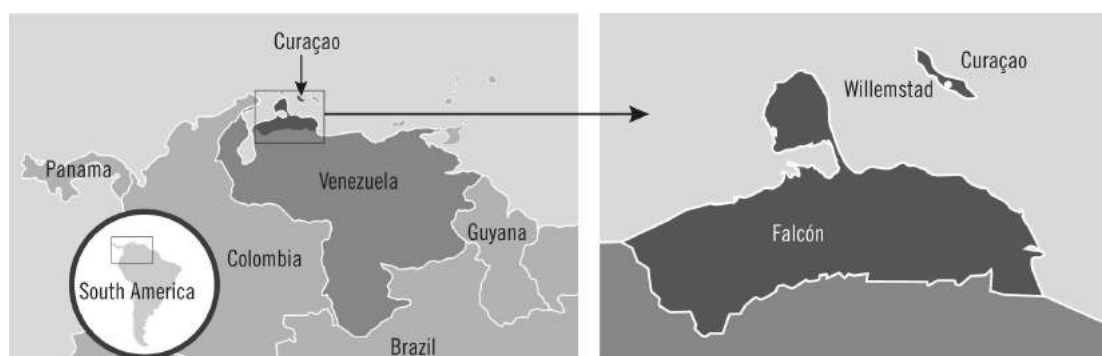 Curaçao
Panama
Venezuela
Guyana
Colombia
South America
Brazil
Curaçao
Willemstad
Falcón